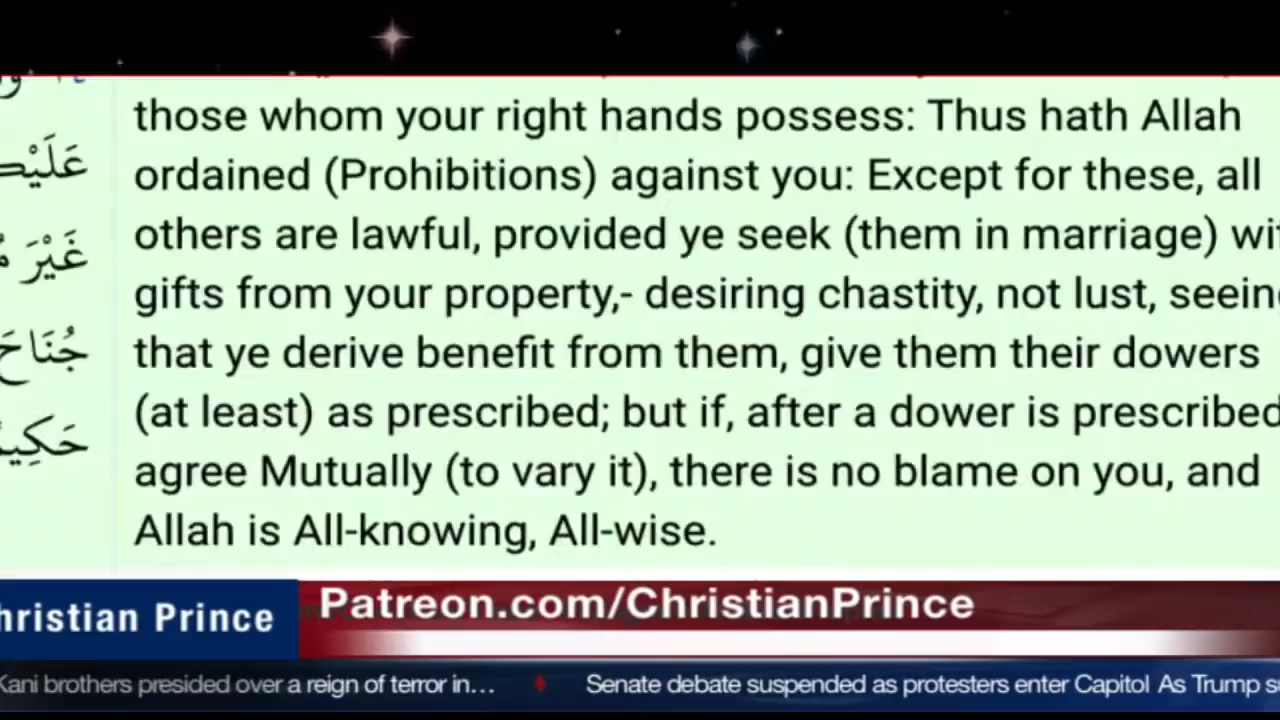 those whom your right hands possess: Thus hath Allah
عَلَيْكـ
ordained (Prohibitions) against you: Except for these, all
others are lawful, provided ye seek (them in marriage)
غَيْرَ
gifts from your property,- desiring chastity, not lust,
جُنَاحَ
that ye derive benefit from them, give them their dowers
(at least) as prescribed; but if, after a dower is prescribed
agree Mutually (to vary it), there is no blame on you, and
Allah is All-knowing, All-wise.
hristian Prince
Patreon.com/ChristianPrince
Kani brothers presided over a reign of terror in... Senate debate suspended as protesters enter Capitol As Trump